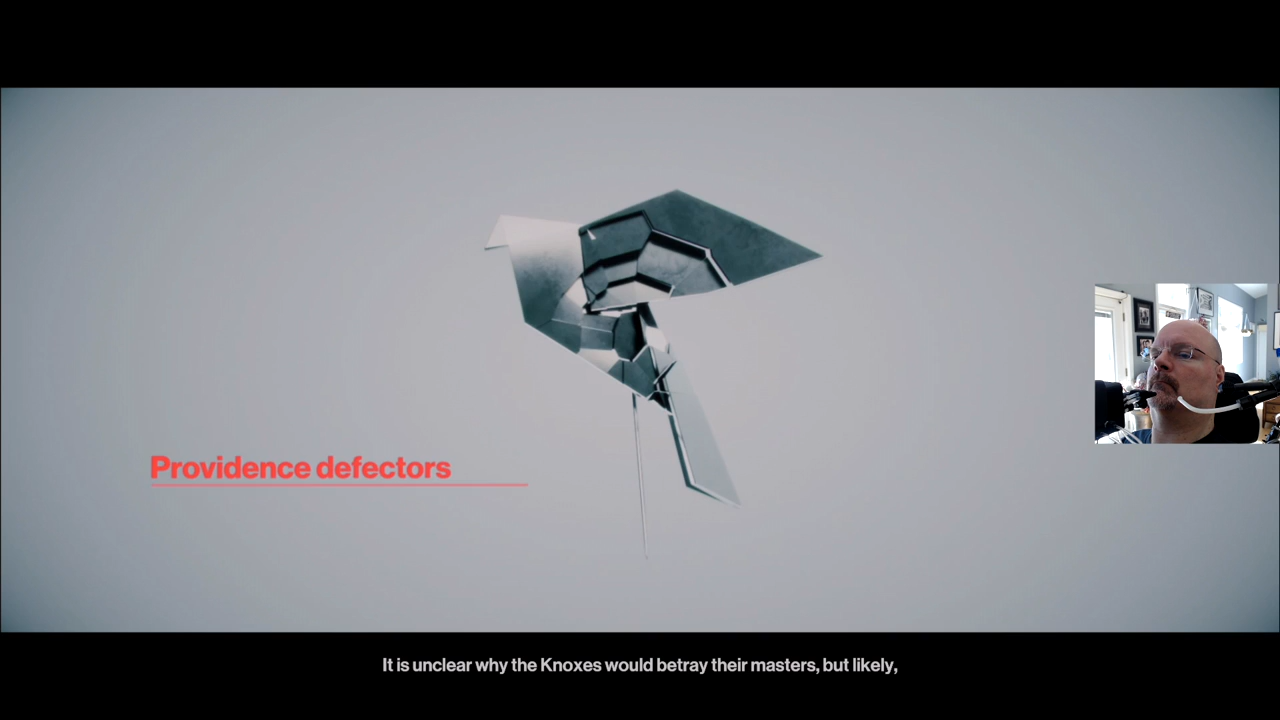 Providence defectors
It is unclear why the Knoxes would betray their masters, but likely,